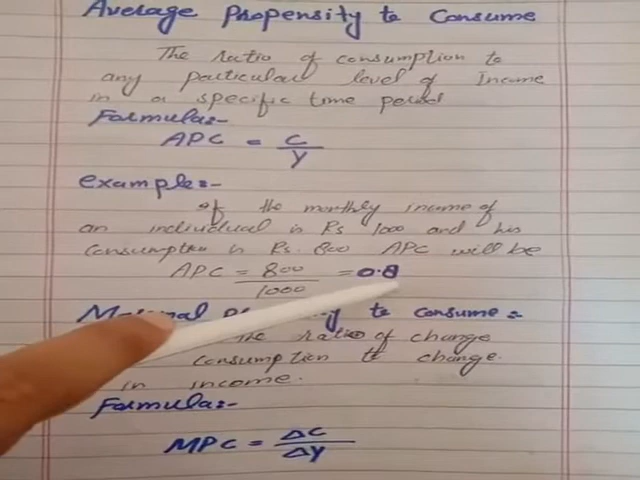 Average Propensity to Consume
The ratio of consumption to
any particular level of Income
in a specific time period
Formula:-
APC = C/Y
example:-
If the monthly income of
an individual is Rs 1000 and his
Consumption is Rs. 800 APC will be
APC = 800/1000 = 0.8
to consume =
The ratio of change
consumption to change
in income.
Formula:-
MPC = ΔC/ΔY